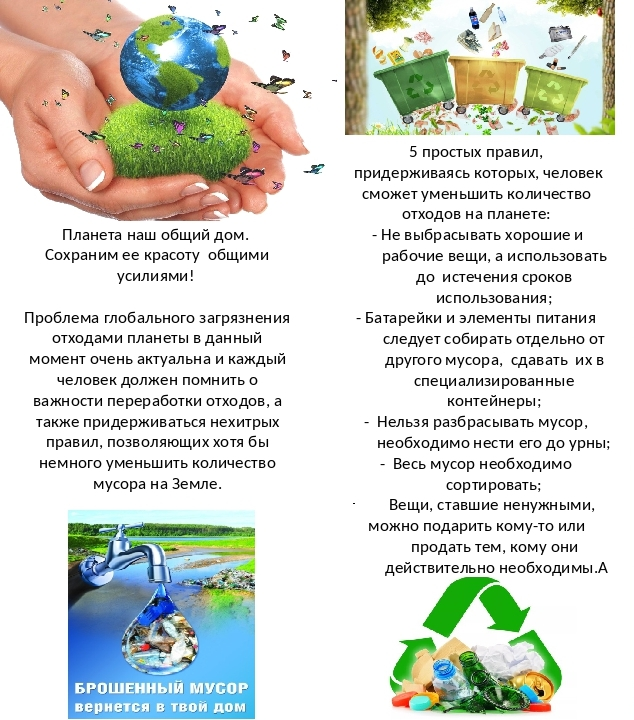 Планета наш общий дом.
Сохраним ее красоту общими
усилиями!
Проблема глобального загрязнения
отходами планеты в данный
момент очень актуальна и каждый
человек должен помнить о
важности переработки отходов, а
также придерживаться нехитрых
правил, позволяющих хотя бы
немного уменьшить количество
мусора на Земле.
БРОШЕННЫЙ МУСОР
вернется в твой дом
5 простых правил,
придерживаясь которых, человек
сможет уменьшить количество
отходов на планете:
- Не выбрасывать хорошие и
рабочие вещи, а использовать
до истечения сроков
использования;
- Батарейки и элементы питания
следует собирать отдельно от
другого мусора, сдавать их в
специализированные
контейнеры;
- Нельзя разбрасывать мусор,
необходимо нести его до урны;
- Весь мусор необходимо
сортировать;
- Вещи, ставшие ненужными,
можно подарить кому-то или
продать тем, кому они
действительно необходимы.А